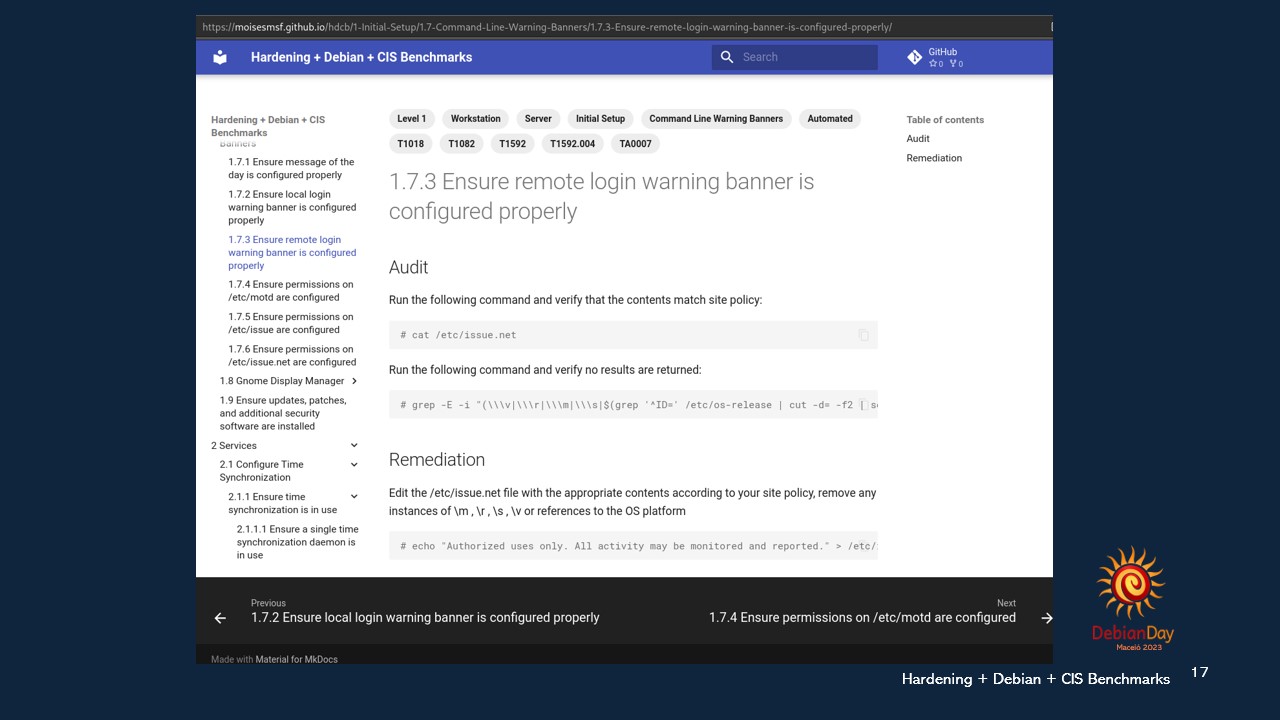 https://moisesmsf.github.io/hdcb/1-Initial-Setup/1.7-Command-Line-Warning-Banners/1.7.3-Ensure-remote-login-warning-banner-is-configured-properly/
Hardening + Debian + CIS Benchmarks
Search
GitHub
0 0
Hardening + Debian + CIS
Benchmarks
Banners
1.7.1 Ensure message of the
day is configured properly
1.7.2 Ensure local login
warning banner is configured
properly
1.7.3 Ensure remote login
warning banner is configured
properly
1.7.4 Ensure permissions on
/etc/motd are configured
1.7.5 Ensure permissions on
/etc/issue are configured
1.7.6 Ensure permissions on
/etc/issue.net are configured
1.8 Gnome Display Manager
1.9 Ensure updates, patches,
and additional security
software are installed
2 Services
2.1 Configure Time
Synchronization
2.1.1 Ensure time
synchronization is in use
2.1.1.1 Ensure a single time
synchronization daemon is
in use
Level 1 Workstation Server Initial Setup Command Line Warning Banners Automated
T1018 T1082 T1592 T1592.004 TA0007
1.7.3 Ensure remote login warning banner is
configured properly
Audit
Run the following command and verify that the contents match site policy:
# cat /etc/issue.net
Run the following command and verify no results are returned:
# grep -E -i "(\\\v|\\\r|\\\m|\\\s|$(grep '^ID=' /etc/os-release | cut -d= -f2 |
Remediation
Edit the /etc/issue.net file with the appropriate contents according to your site policy, remove any
instances of \m , \r , \s , \v or references to the OS platform
# echo "Authorized uses only. All activity may be monitored and reported." > /etc/
Table of contents
Audit
Remediation
Previous
1.7.2 Ensure local login warning banner is configured properly
Next
1.7.4 Ensure permissions on /etc/motd are configured
Made with Material for MkDocs
DebianDay
Maceió 2023
Hardening + Debian + CIS Benchmarks
17